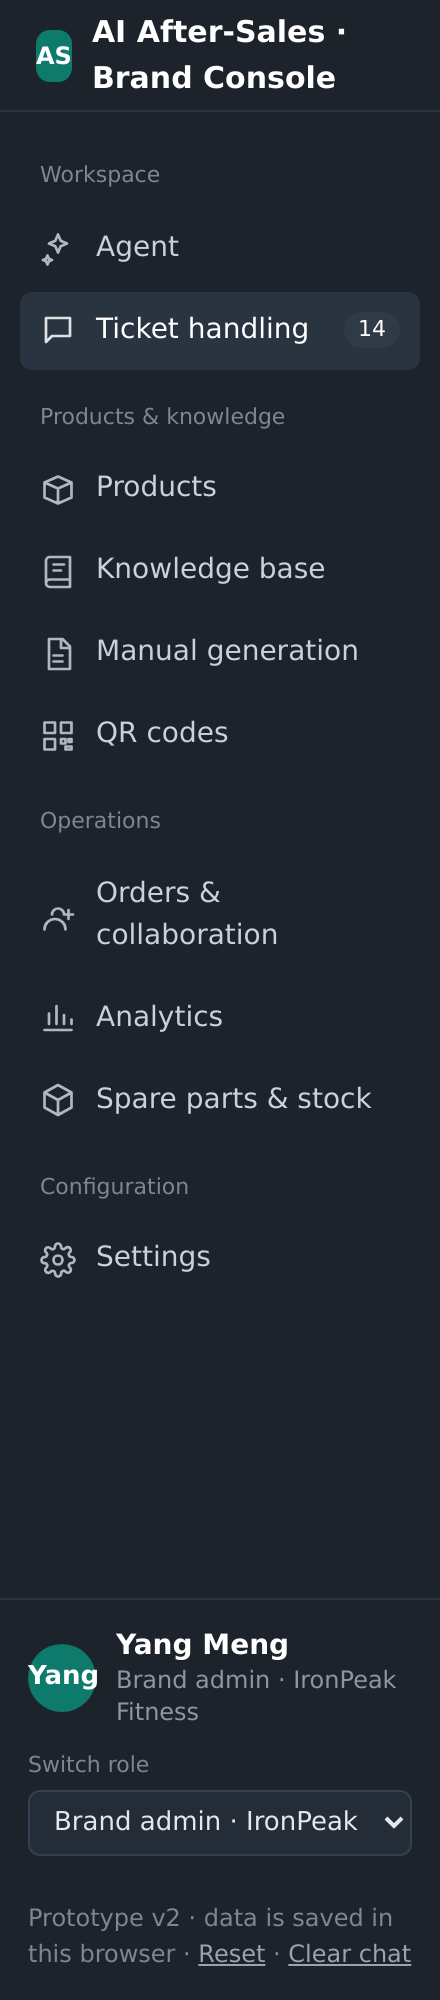 AS
AI After-Sales ·
Brand Console
Workspace
Agent
Ticket handling 14
Products & knowledge
Products
Knowledge base
Manual generation
QR codes
Operations
Orders &
collaboration
Analytics
Spare parts & stock
Configuration
Settings
Yang
Yang Meng
Brand admin · IronPeak
Fitness
Switch role
Brand admin · IronPeak
Prototype v2 · data is saved in
this browser · Reset · Clear chat